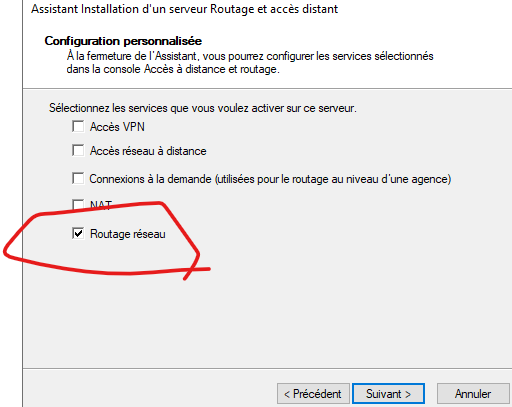 Assistant Installation d'un serveur Routage et accès distant
Configuration personnalisée
À la fermeture de l'Assistant, vous pourrez configurer les services sélectionnés
dans la console Accès à distance et routage.
Sélectionnez les services que vous voulez activer sur ce serveur.
Accès VPN
Accès réseau à distance
Connexions à la demande (utilisées pour le routage au niveau d'une agence)
NAT
Routage réseau
< Précédent Suivant > Annuler